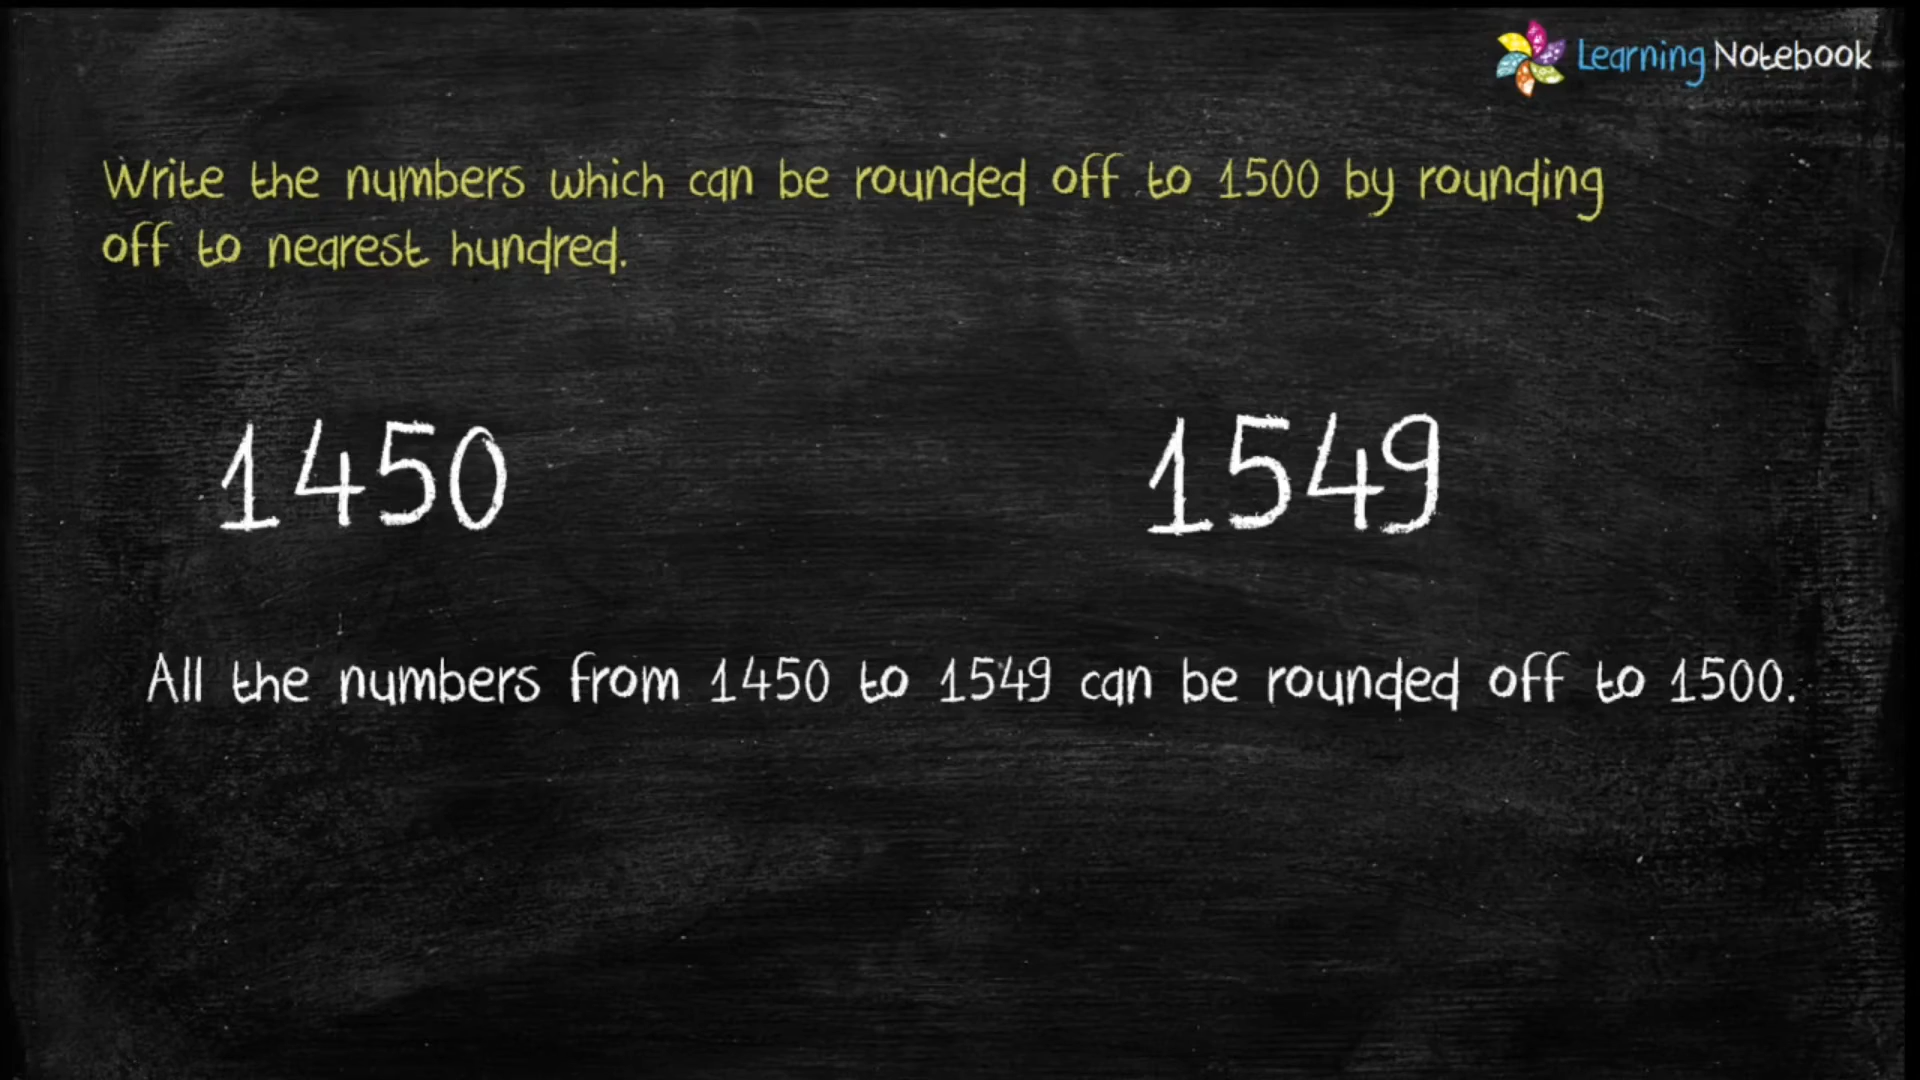 Learning Notebook
Write the numbers which can be rounded off to 1500 by rounding
off to nearest hundred.
1450 1549
All the numbers from 1450 to 1549 can be rounded off to 1500.